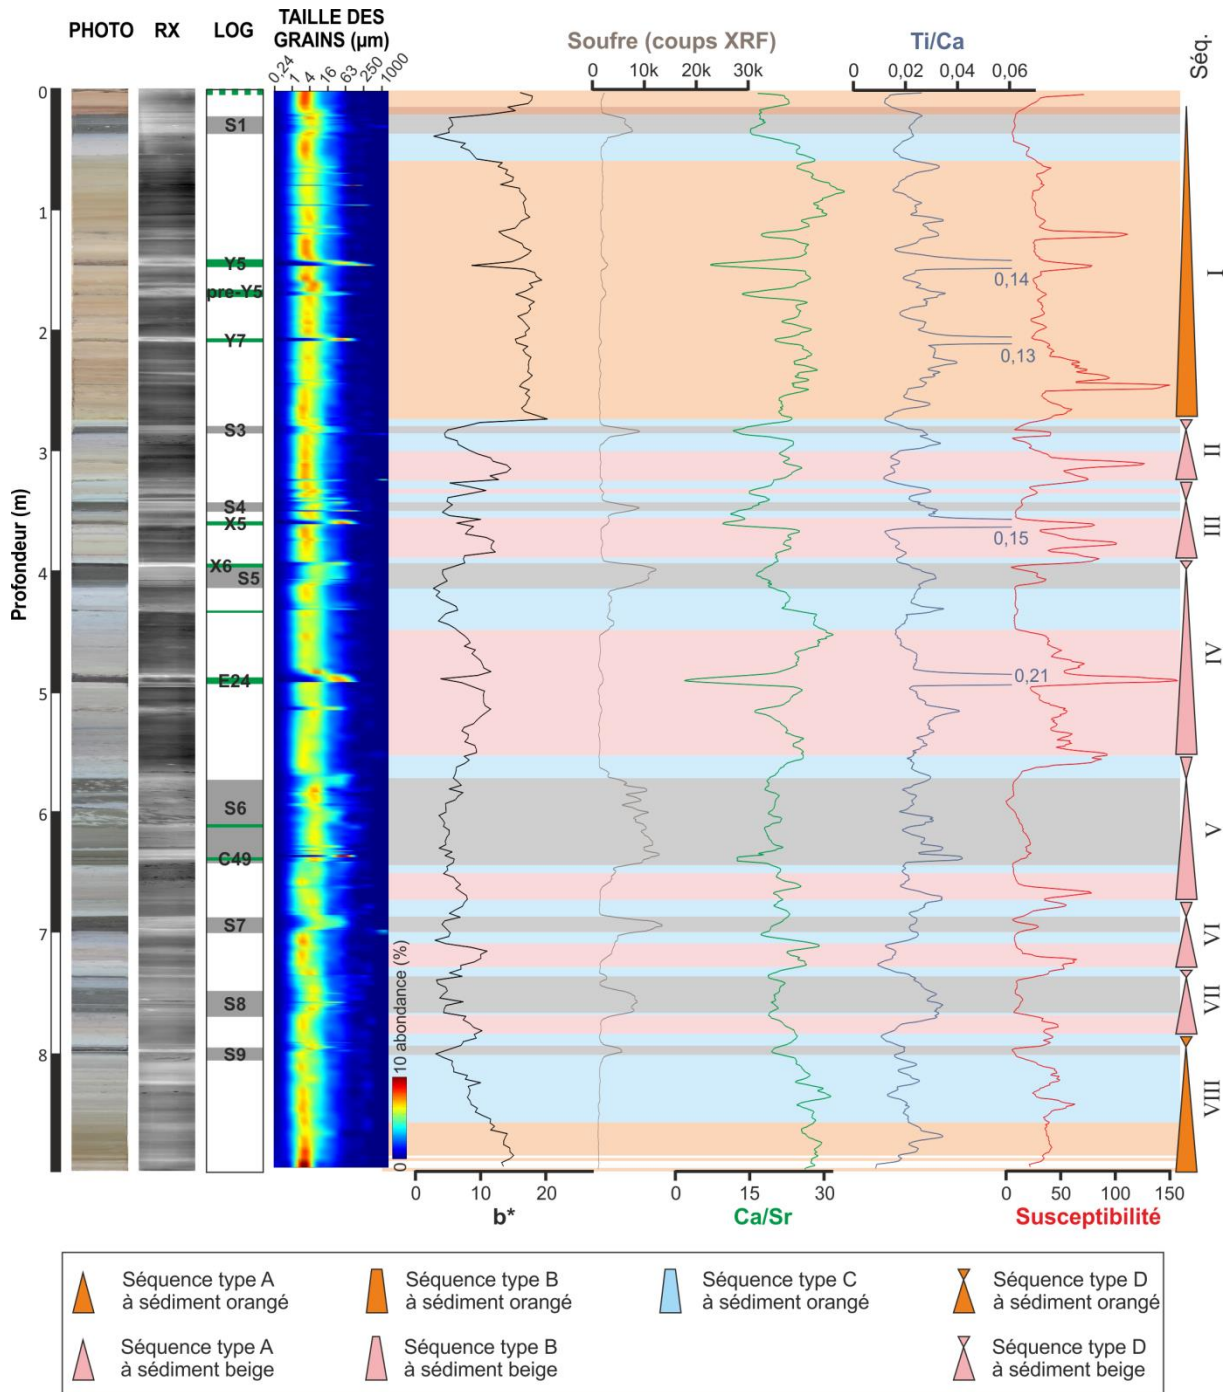 PHOTO RX LOG TAILLE DES GRAINS (µm) Soufre (coups XRF) Ti/Ca Séq.
0,24 1 4 16 63 250 1000
0 10k 30k
0 0,02 0,04 0,06
Profondeur (m)
0
1
2
3
4
5
6
7
8
S1
Y5
pre-Y5
Y7
S3
S4
X5
X6
S5
E24
S6
C49
S7
S8
S9
0,14
0,13
0,15
0,21
I
II
III
IV
V
VI
VII
VIII
0 10 abondance (%)
0 10 20
b*
0 15 30
Ca/Sr
0 50 100 150
Susceptibilité
Séquence type A
à sédiment orangé
Séquence type B
à sédiment orangé
Séquence type C
à sédiment orangé
Séquence type D
à sédiment orangé
Séquence type A
à sédiment beige
Séquence type B
à sédiment beige
Séquence type D
à sédiment beige